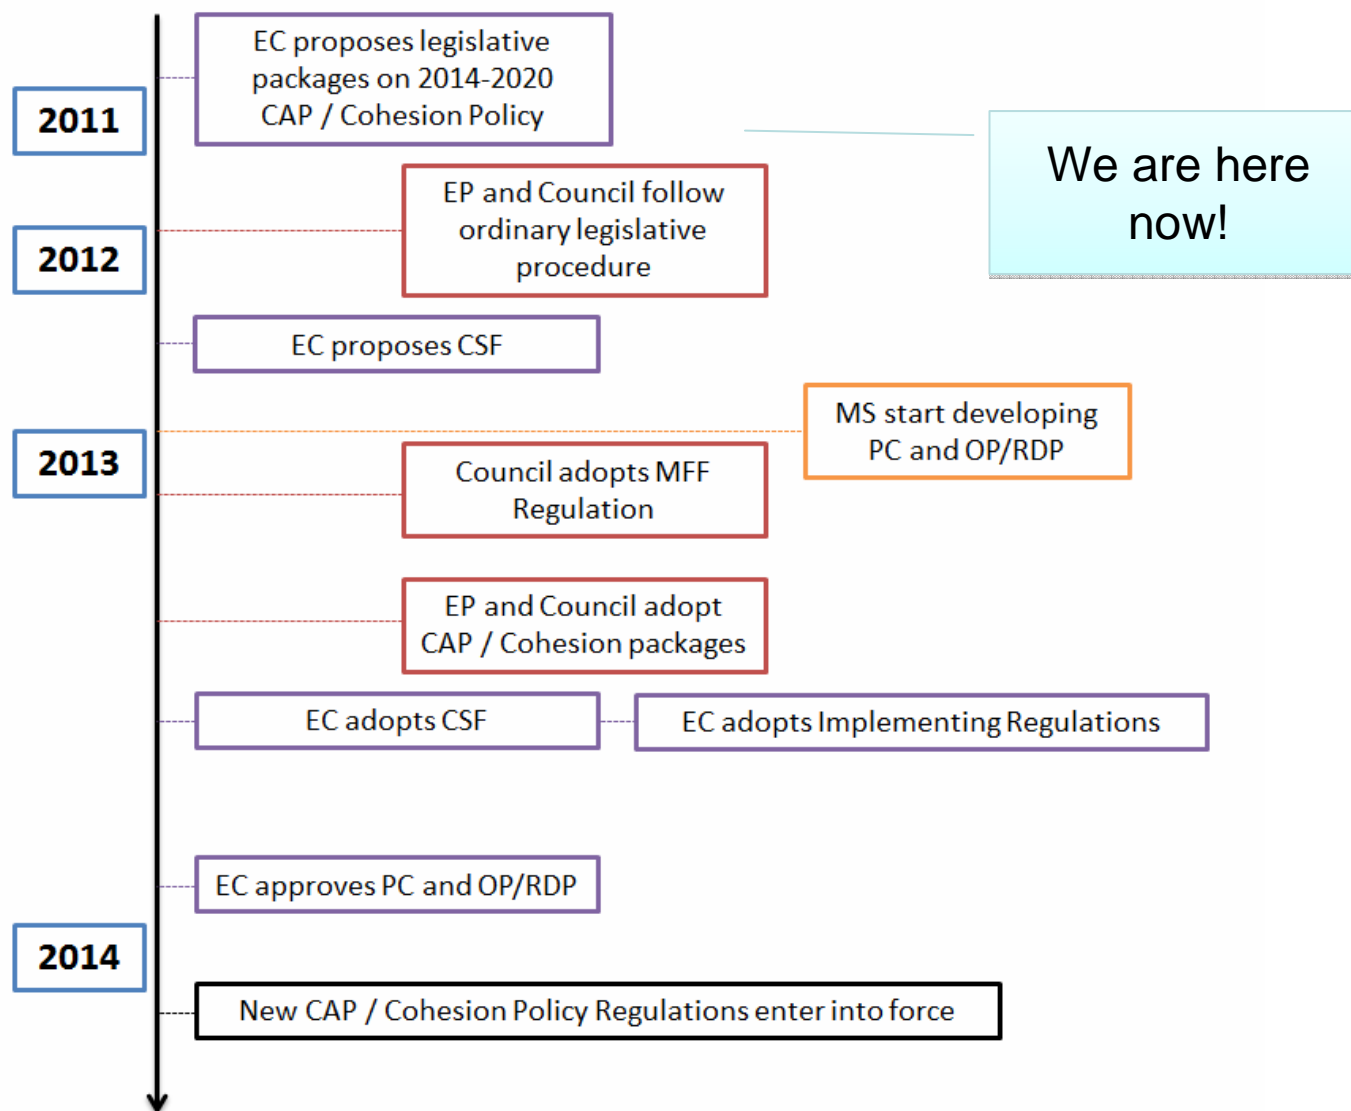 EC proposes legislative
packages on 2014-2020
CAP / Cohesion Policy
2011
We are here
now!
EP and Council follow
ordinary legislative
procedure
2012
EC proposes CSF
MS start developing
PC and OP/RDP
2013
Council adopts MFF
Regulation
EP and Council adopt
CAP / Cohesion packages
EC adopts CSF
EC adopts Implementing Regulations
EC approves PC and OP/RDP
2014
New CAP / Cohesion Policy Regulations enter into force